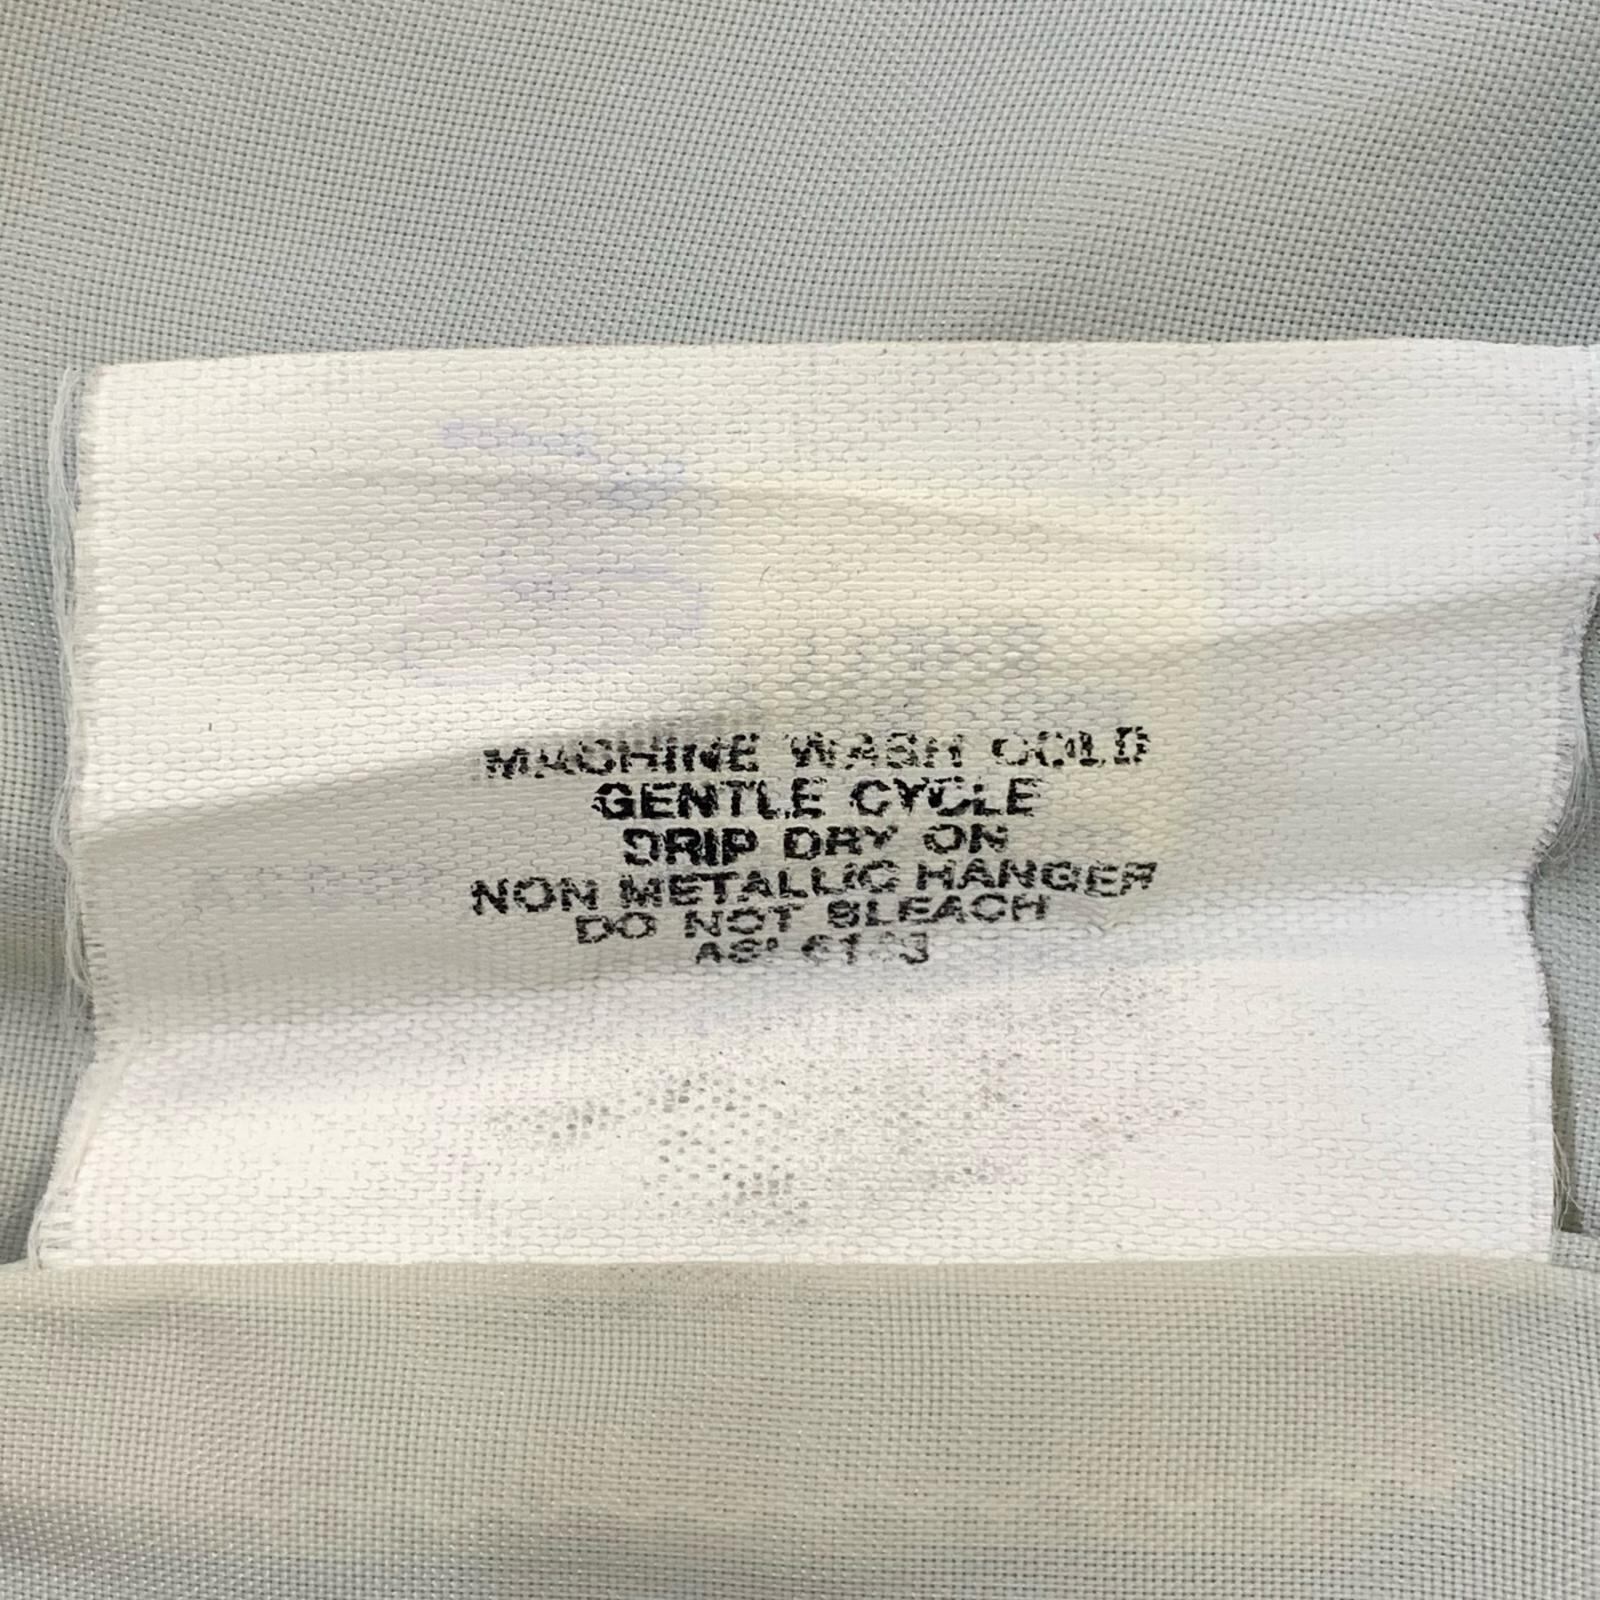 MACHINE WASH COLD
GENTLE CYCLE
DRIP DRY ON
NON METALLIC HANGER
DO NOT BLEACH